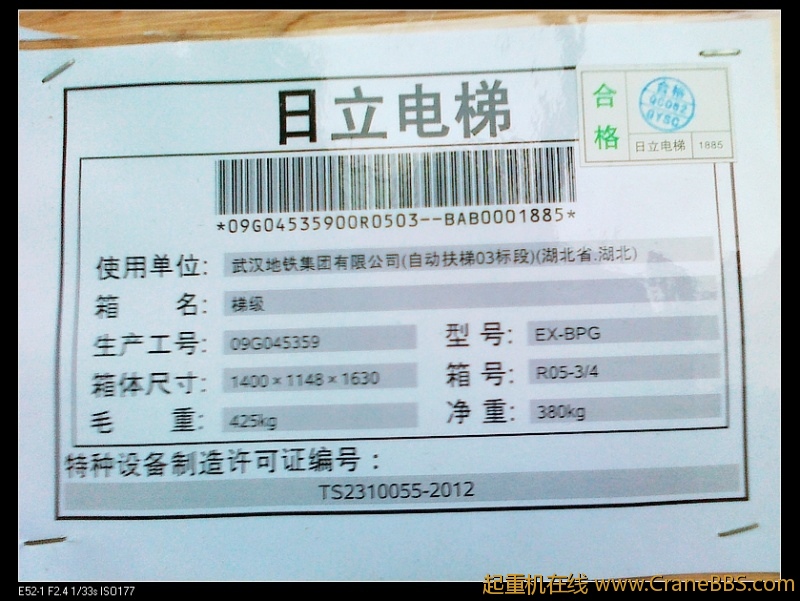 日立电梯
合格
合格
QC082
GYSC
日立电梯 1885
*09G04535900R0503--BAB0001885*
使用单位: 武汉地铁集团有限公司(自动扶梯03标段)(湖北省.湖北)
箱 名: 梯级
生产工号: 09G045359 型 号: EX-BPG
箱体尺寸: 1400×1148×1630 箱 号: R05-3/4
毛 重: 425kg 净 重: 380kg
特种设备制造许可证编号：
TS2310055-2012
E52-1 F2.4 1/33s ISO177
起重机在线 www.CraneBBS.com